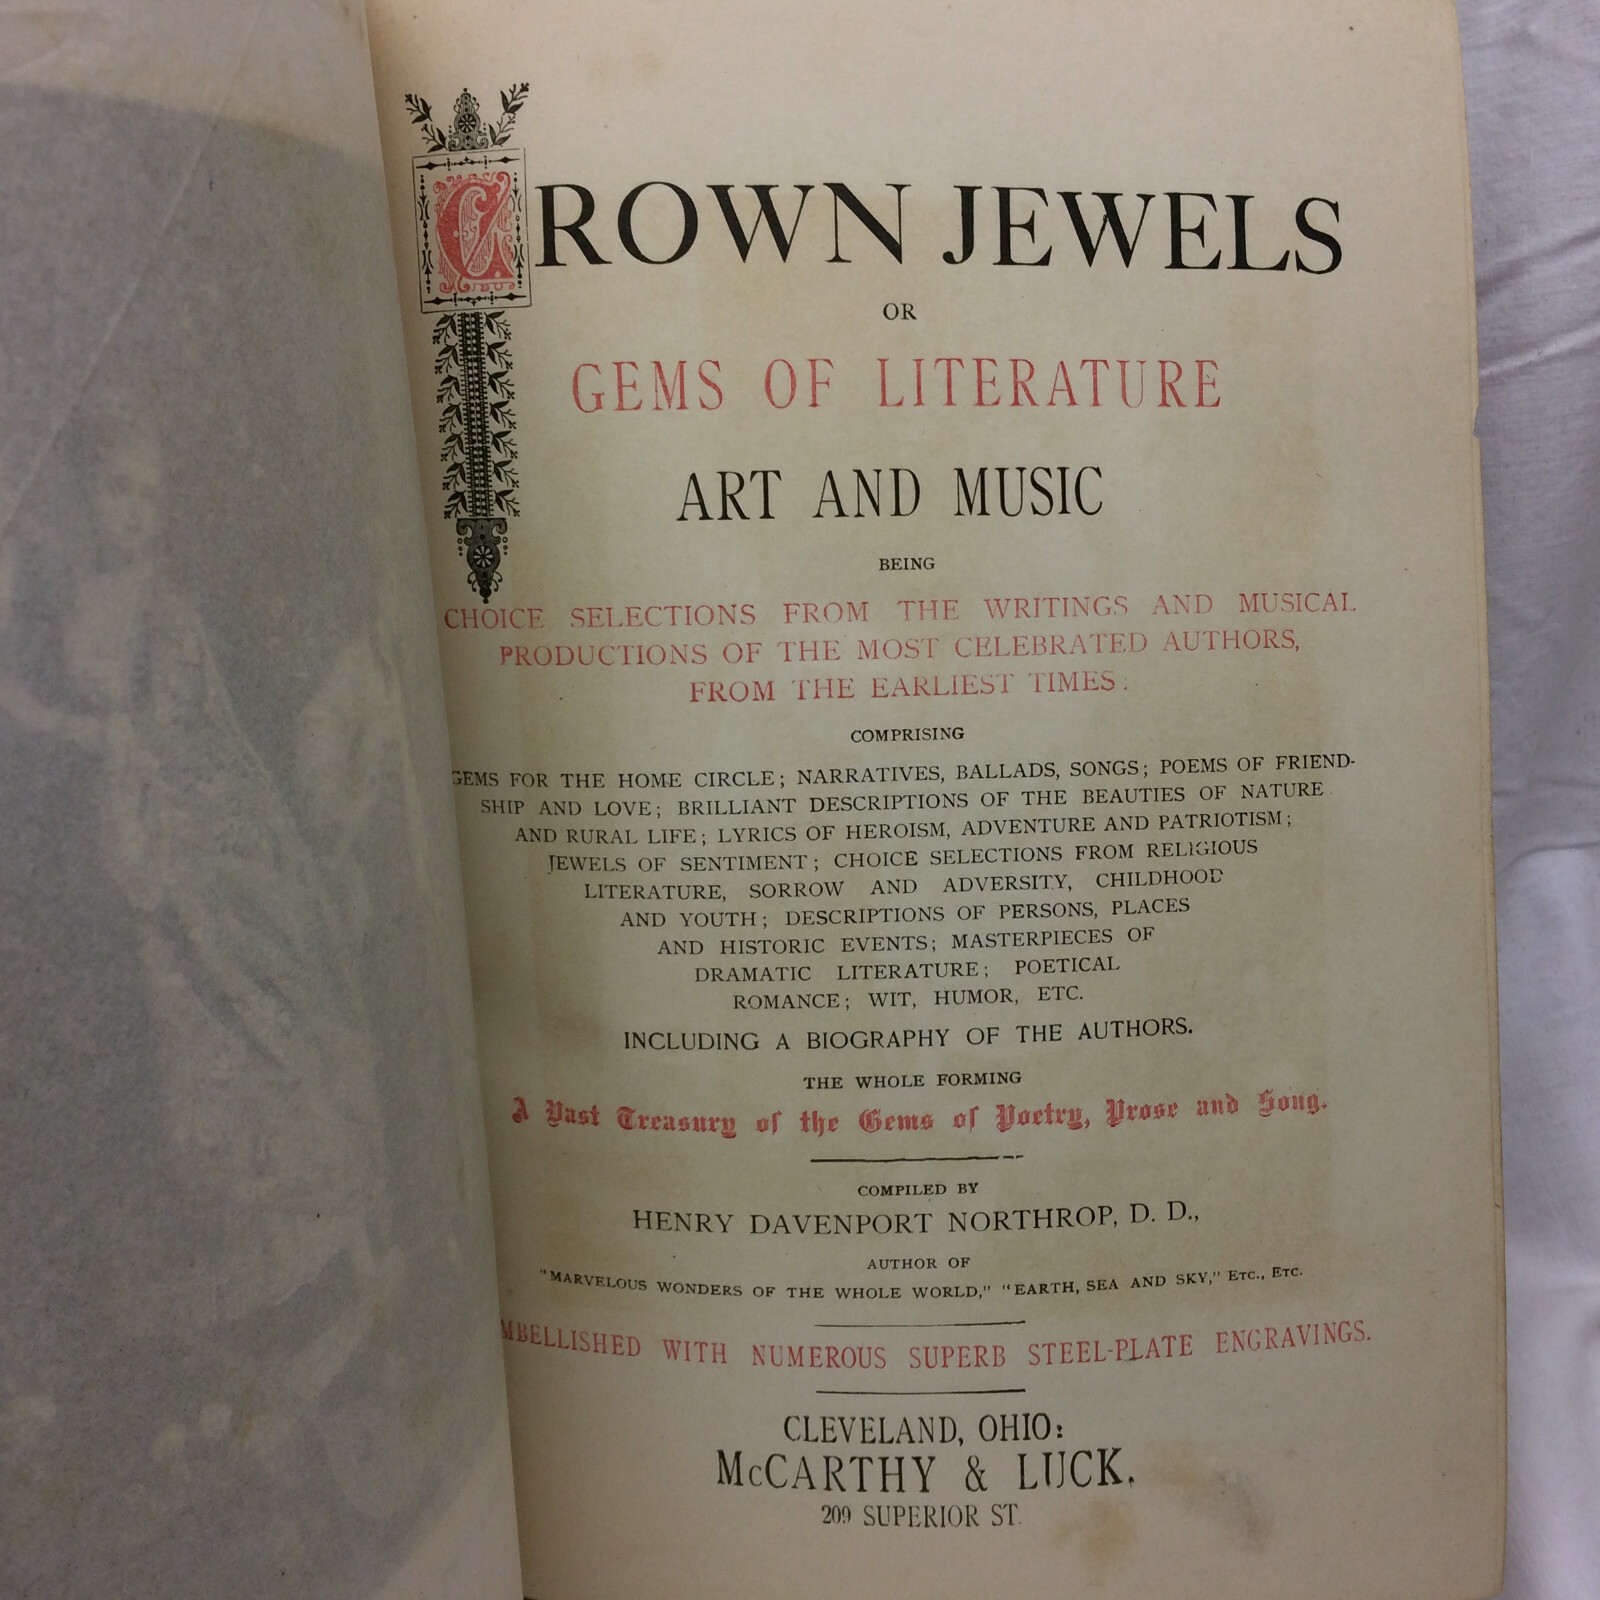 CROWN JEWELS
OR
GEMS OF LITERATURE
ART AND MUSIC
BEING
CHOICE SELECTIONS FROM THE WRITINGS AND MUSICAL
PRODUCTIONS OF THE MOST CELEBRATED AUTHORS,
FROM THE EARLIEST TIMES:
COMPRISING
GEMS FOR THE HOME CIRCLE; NARRATIVES, BALLADS, SONGS; POEMS OF FRIEND-
SHIP AND LOVE; BRILLIANT DESCRIPTIONS OF THE BEAUTIES OF NATURE
AND RURAL LIFE; LYRICS OF HEROISM, ADVENTURE AND PATRIOTISM;
JEWELS OF SENTIMENT; CHOICE SELECTIONS FROM RELIGIOUS
LITERATURE, SORROW AND ADVERSITY, CHILDHOOD
AND YOUTH; DESCRIPTIONS OF PERSONS, PLACES
AND HISTORIC EVENTS; MASTERPIECES OF
DRAMATIC LITERATURE; POETICAL
ROMANCE; WIT, HUMOR, ETC.
INCLUDING A BIOGRAPHY OF THE AUTHORS.
THE WHOLE FORMING
A Vast Treasury of the Gems of Poetry, Prose and Song.
COMPILED BY
HENRY DAVENPORT NORTHROP, D. D.,
AUTHOR OF
"MARVELOUS WONDERS OF THE WHOLE WORLD," "EARTH, SEA AND SKY," ETC., ETC.
MBELLISHED WITH NUMEROUS SUPERB STEEL-PLATE ENGRAVINGS.
CLEVELAND, OHIO:
McCARTHY & LUCK,
209 SUPERIOR ST.